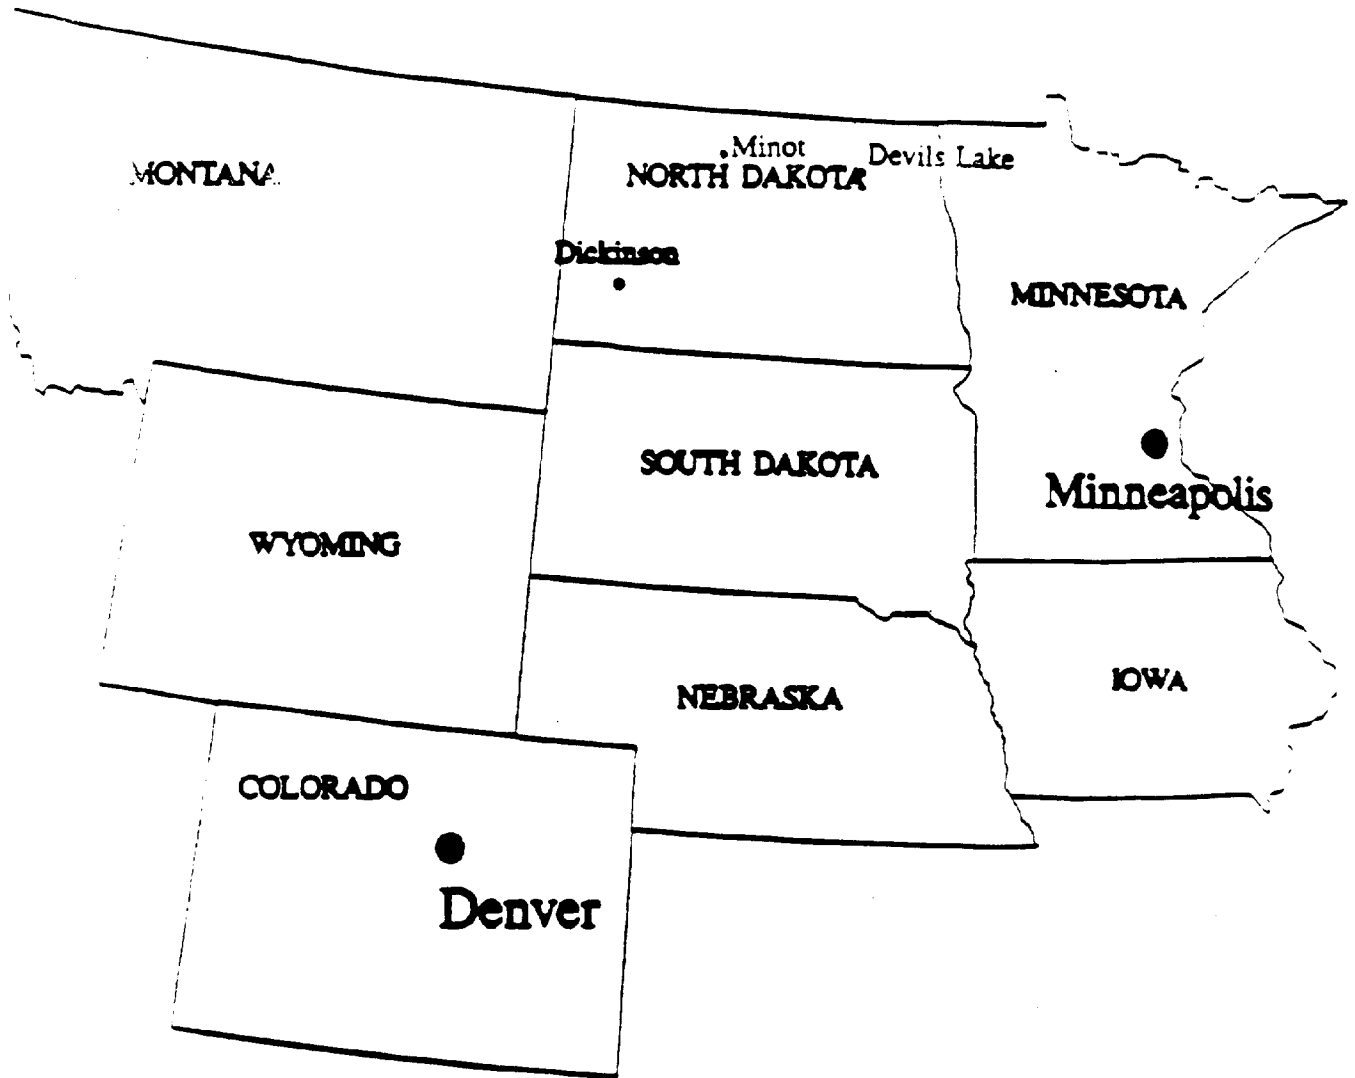 Minot
Devils Lake
MONTANA
NORTH DAKOTA
Dickinson
MINNESOTA
SOUTH DAKOTA
Minneapolis
WYOMING
IOWA
NEBRASKA
COLORADO
Denver